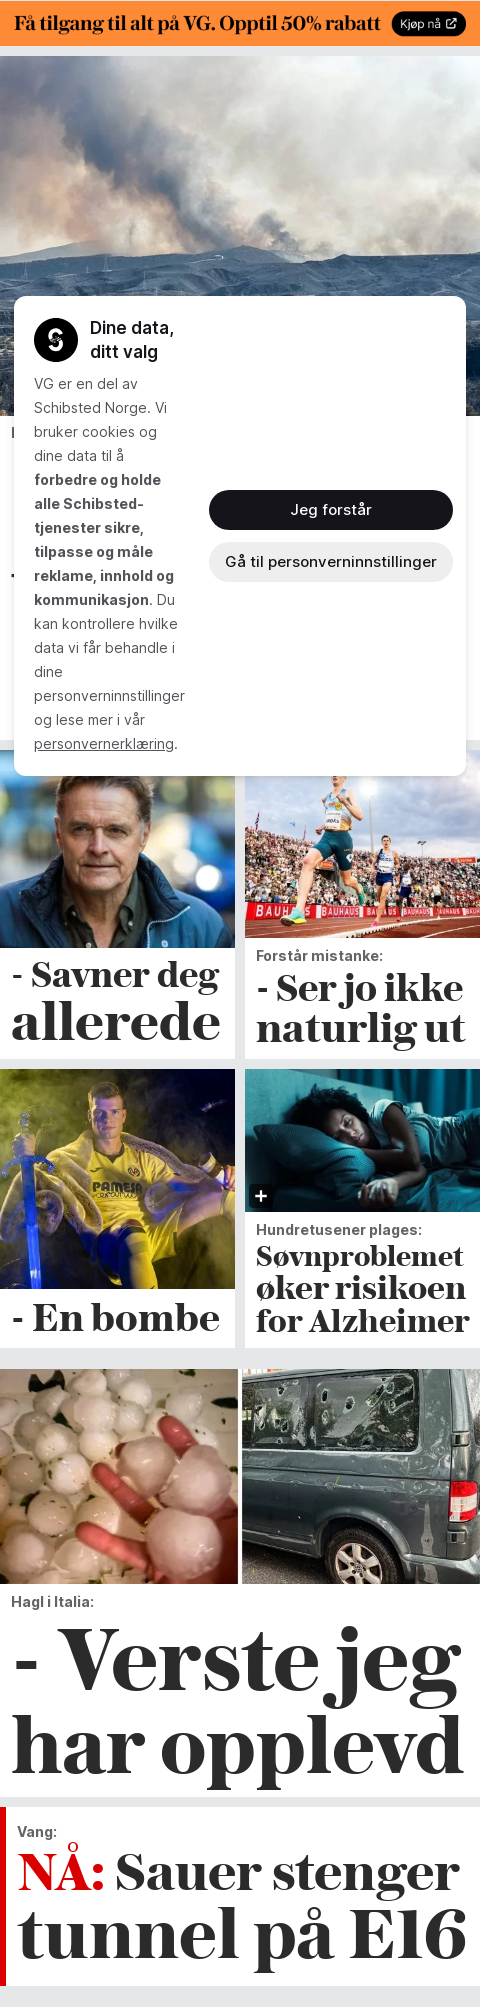 Få tilgang til alt på VG. Opptil 50% rabatt
Kjøp nå
Dine data,
ditt valg
VG er en del av
Schibsted Norge. Vi
bruker cookies og
dine data til å
forbedre og holde
alle Schibsted-
tjenester sikre,
tilpasse og måle
reklame, innhold og
kommunikasjon. Du
kan kontrollere hvilke
data vi får behandle i
dine
personverninnstillinger
og lese mer i vår
personvernerklæring.
Jeg forstår
Gå til personverninnstillinger
- Savner deg
allerede
BAUHAUS BAUHAUS BAUHAUS BAUHAUS
Forstår mistanke:
- Ser jo ikke
naturlig ut
PAMESA
- En bombe
Hundretusener plages:
Søvnproblemet
øker risikoen
for Alzheimer
Hagl i Italia:
- Verste jeg
har opplevd
Vang:
NÅ: Sauer stenger
tunnel på E16